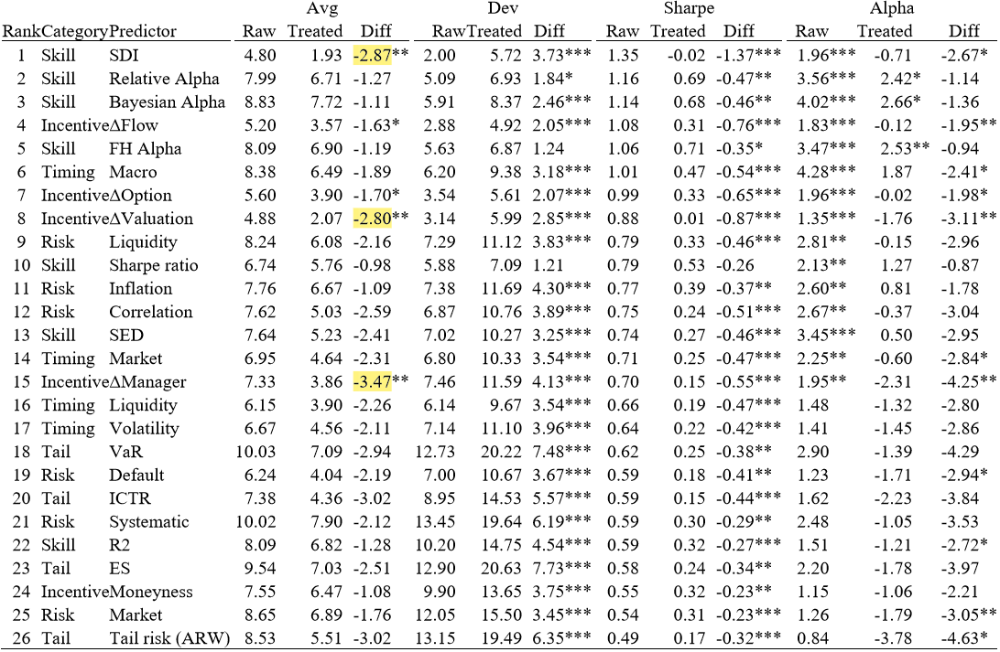 Avg Dev Sharpe Alpha
Rank Category Predictor Raw Treated Diff Raw Treated Diff Raw Treated Diff Raw Treated Diff
1 Skill SDI 4.80 1.93 -2.87** 2.00 5.72 3.73*** 1.35 -0.02 -1.37*** 1.96*** -0.71 -2.67*
2 Skill Relative Alpha 7.99 6.71 -1.27 5.09 6.93 1.84* 1.16 0.69 -0.47** 3.56*** 2.42* -1.14
3 Skill Bayesian Alpha 8.83 7.72 -1.11 5.91 8.37 2.46*** 1.14 0.68 -0.46** 4.02*** 2.66* -1.36
4 Incentive ΔFlow 5.20 3.57 -1.63* 2.88 4.92 2.05*** 1.08 0.31 -0.76*** 1.83*** -0.12 -1.95**
5 Skill FH Alpha 8.09 6.90 -1.19 5.63 6.87 1.24 1.06 0.71 -0.35* 3.47*** 2.53** -0.94
6 Timing Macro 8.38 6.49 -1.89 6.20 9.38 3.18*** 1.01 0.47 -0.54*** 4.28*** 1.87 -2.41*
7 Incentive ΔOption 5.60 3.90 -1.70* 3.54 5.61 2.07*** 0.99 0.33 -0.65*** 1.96*** -0.02 -1.98*
8 Incentive ΔValuation 4.88 2.07 -2.80** 3.14 5.99 2.85*** 0.88 0.01 -0.87*** 1.35*** -1.76 -3.11**
9 Risk Liquidity 8.24 6.08 -2.16 7.29 11.12 3.83*** 0.79 0.33 -0.46*** 2.81** -0.15 -2.96
10 Skill Sharpe ratio 6.74 5.76 -0.98 5.88 7.09 1.21 0.79 0.53 -0.26 2.13** 1.27 -0.87
11 Risk Inflation 7.76 6.67 -1.09 7.38 11.69 4.30*** 0.77 0.39 -0.37** 2.60** 0.81 -1.78
12 Risk Correlation 7.62 5.03 -2.59 6.87 10.76 3.89*** 0.75 0.24 -0.51*** 2.67** -0.37 -3.04
13 Skill SED 7.64 5.23 -2.41 7.02 10.27 3.25*** 0.74 0.28 -0.46*** 3.45*** 0.50 -2.95
14 Timing Market 6.95 4.64 -2.31 6.80 10.33 3.54*** 0.71 0.25 -0.47*** 2.25** -0.60 -2.84*
15 Incentive ΔManager 7.33 3.86 -3.47** 7.46 11.59 4.13*** 0.70 0.15 -0.55*** 1.95** -2.31 -4.25**
16 Timing Liquidity 6.15 3.90 -2.26 6.14 9.67 3.54*** 0.66 0.19 -0.47*** 1.48 -1.32 -2.80
17 Timing Volatility 6.67 4.56 -2.11 7.14 11.10 3.96*** 0.64 0.22 -0.42*** 1.41 -1.45 -2.86
18 Tail VaR 10.03 7.09 -2.94 12.73 20.22 7.48*** 0.62 0.25 -0.38** 2.90 -1.39 -4.29
19 Risk Default 6.24 4.04 -2.19 7.00 10.67 3.67*** 0.59 0.18 -0.41** 1.23 -1.71 -2.94*
20 Tail ICTR 7.38 4.36 -3.02 8.95 14.53 5.57*** 0.59 0.15 -0.44*** 1.62 -2.23 -3.84
21 Risk Systematic 10.02 7.90 -2.12 13.45 19.64 6.19*** 0.59 0.30 -0.29** 2.48 -1.05 -3.53
22 Skill R2 8.09 6.82 -1.28 10.20 14.75 4.54*** 0.59 0.32 -0.27*** 1.51 -1.21 -2.72*
23 Tail ES 9.54 7.03 -2.51 12.90 20.63 7.73*** 0.58 0.24 -0.34** 2.20 -1.78 -3.97
24 Incentive Moneyness 7.55 6.47 -1.08 9.90 13.65 3.75*** 0.55 0.32 -0.23** 1.15 -1.06 -2.21
25 Risk Market 8.65 6.89 -1.76 12.05 15.50 3.45*** 0.54 0.31 -0.23*** 1.26 -1.79 -3.05**
26 Tail Tail risk (ARW) 8.53 5.51 -3.02 13.15 19.49 6.35*** 0.49 0.17 -0.32*** 0.84 -3.78 -4.63*